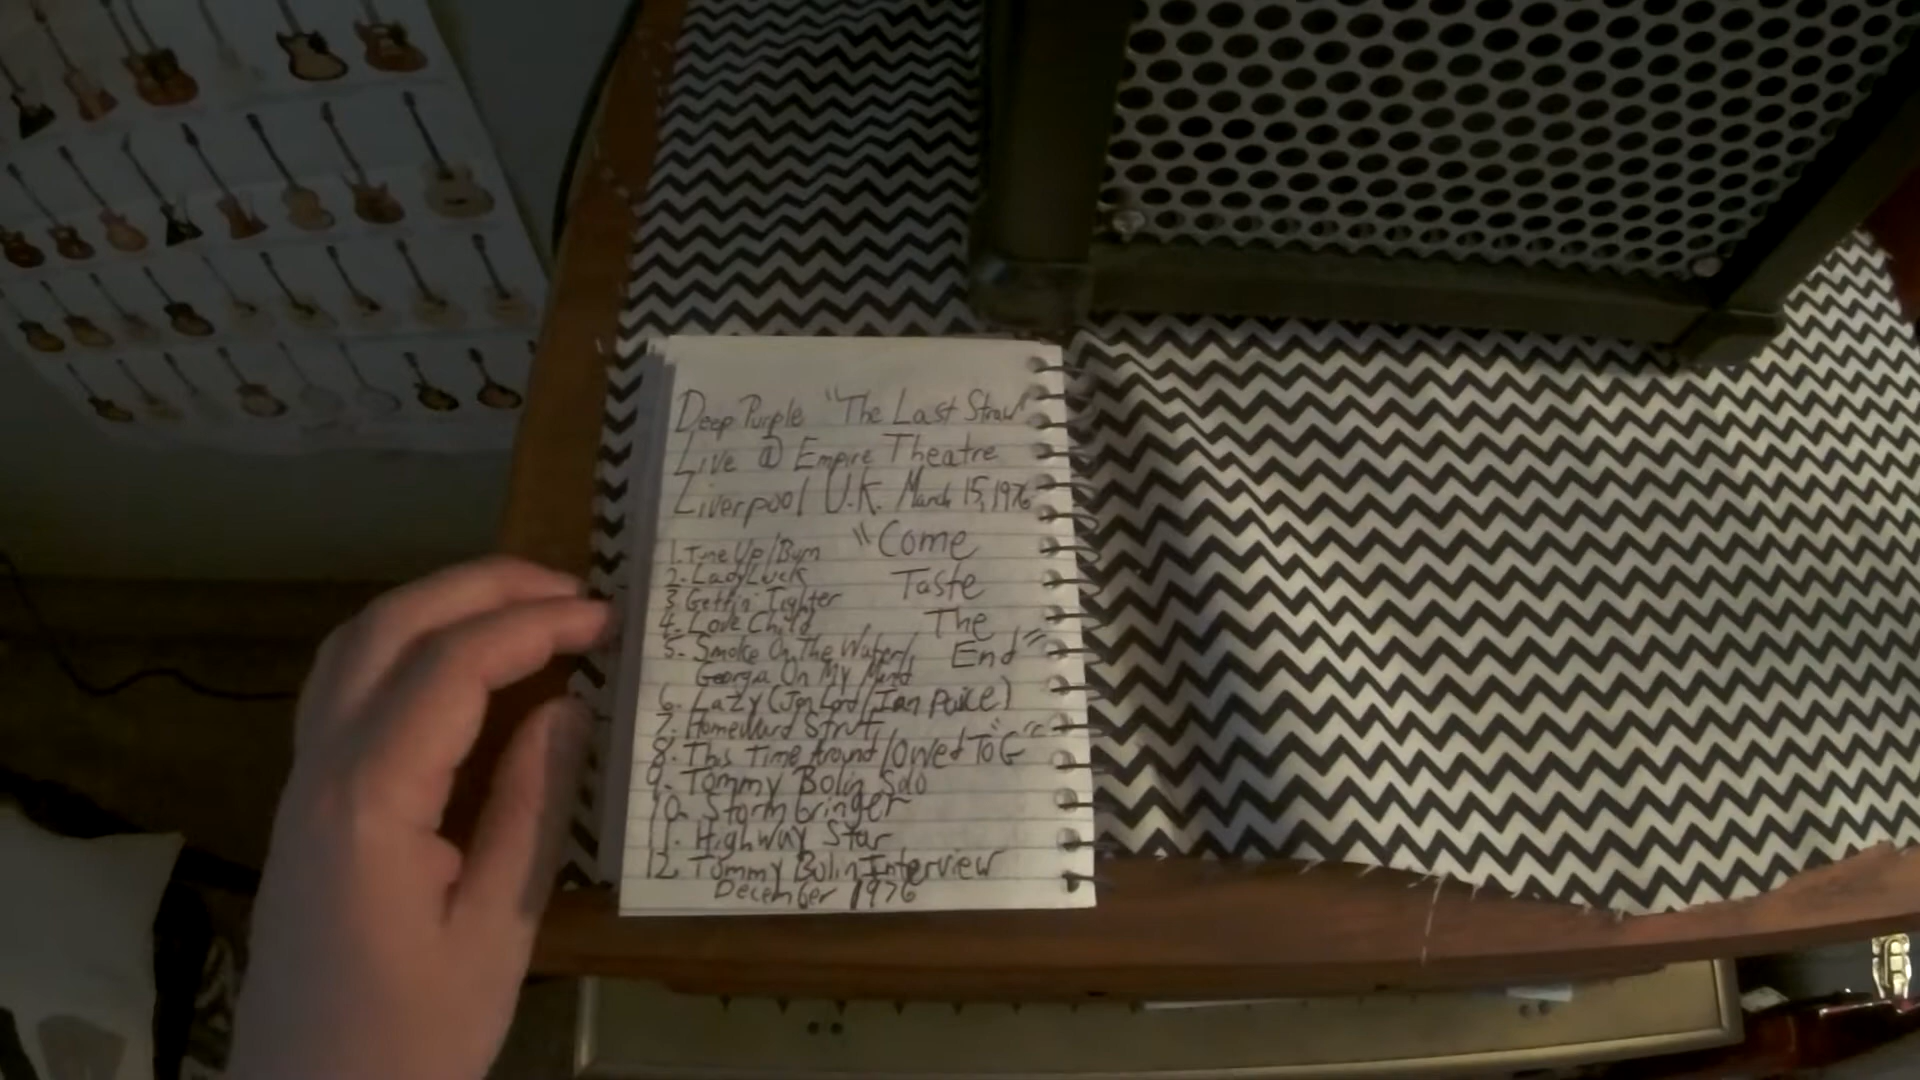 Deep Purple "The Last Straw"
Live @ Empire Theatre
Liverpool U.K. March 15, 1976
"Come
Taste
The
End"
1. Tune Up/Burn
2. Lady Luck
3. Gettin' Tighter
4. Love Child
5. Smoke On The Water/
Georgia On My Mind
6. Lazy (Jon Lord/Ian Paice)
7. Homeward Strut
8. This Time Around/Owed To "G"
9. Tommy Bolin Solo
10. Stormbringer
11. Highway Star
12. Tommy Bolin Interview
December 1976